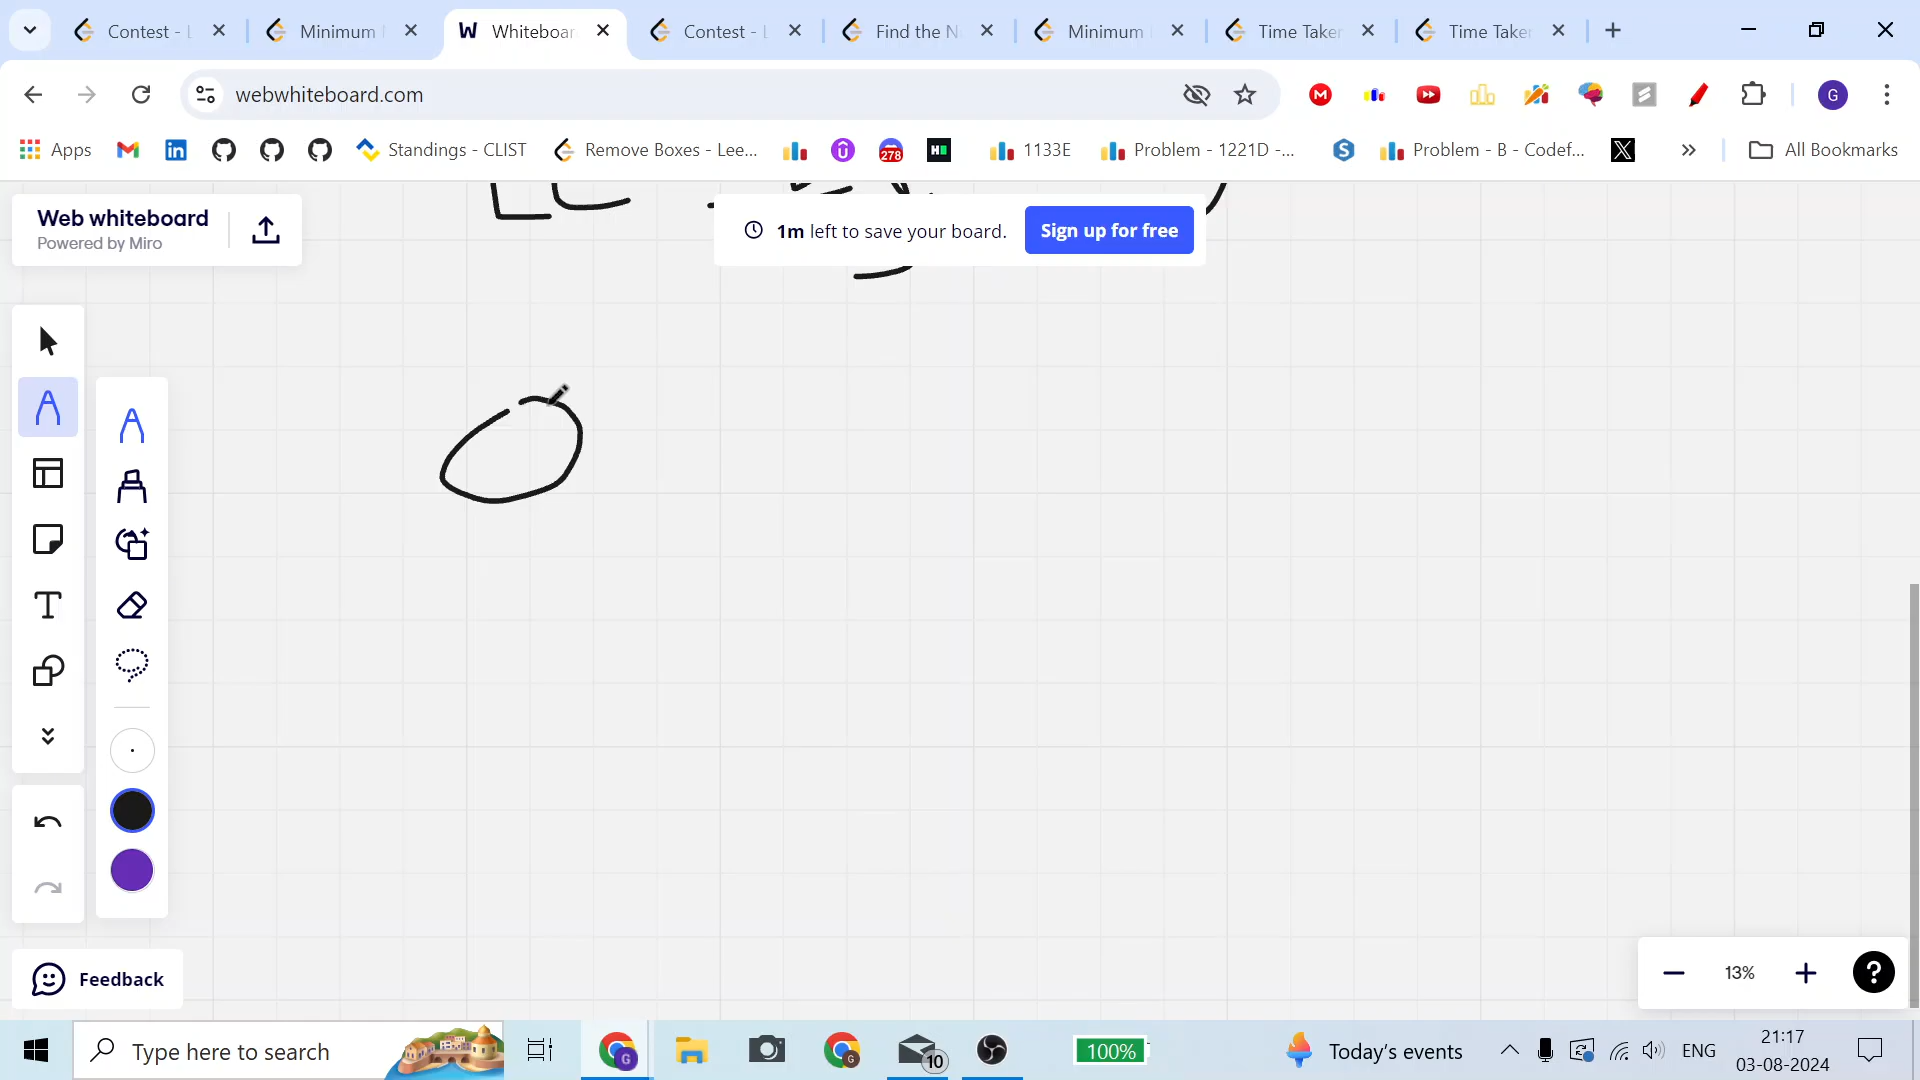 Contest - L
Minimum
Whiteboar
Contest - L
Find the N
Minimum
Time Taken
Time Taken
webwhiteboard.com
G
Apps
Standings - CLIST
Remove Boxes - Lee...
278
1133E
Problem - 1221D -...
Problem - B - Codef...
All Bookmarks
Web whiteboard
Powered by Miro
1m left to save your board.
Sign up for free
Feedback
13%
Type here to search
10
100%
Today's events
ENG
21:17
03-08-2024